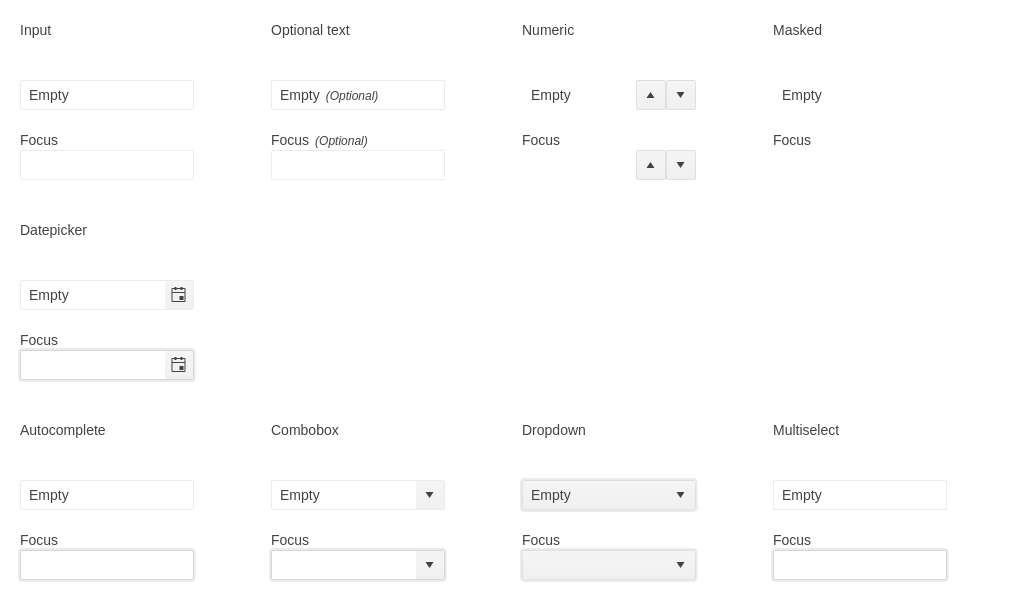 Input Optional text Numeric Masked
Empty Empty (Optional) Empty Empty
Focus Focus (Optional) Focus Focus
Datepicker
Empty
Focus
Autocomplete Combobox Dropdown Multiselect
Empty Empty Empty Empty
Focus Focus Focus Focus